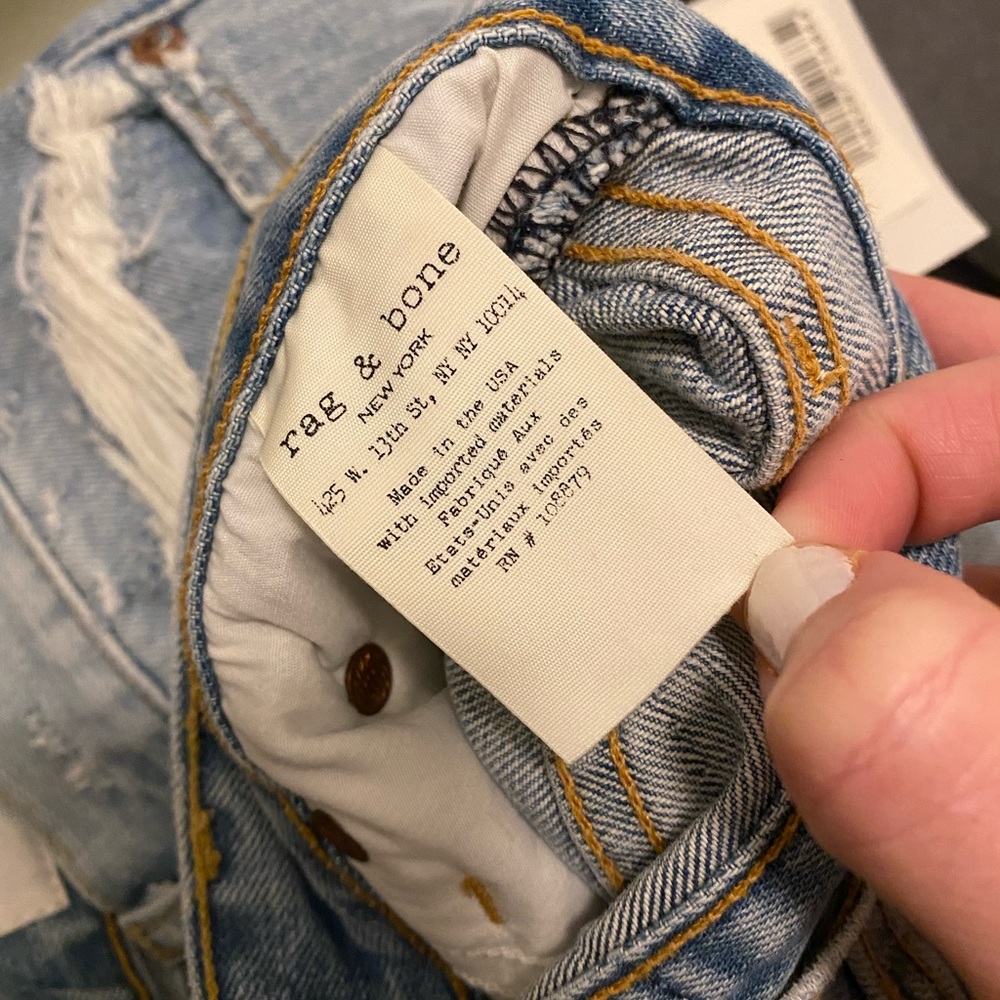 rag & bone
NEW YORK
425 W. 13th St, NY NY 10014
Made in the USA
with imported materials
Fabriqué Aux
Etats-Unis avec des
matériaux importés
RN # 108879